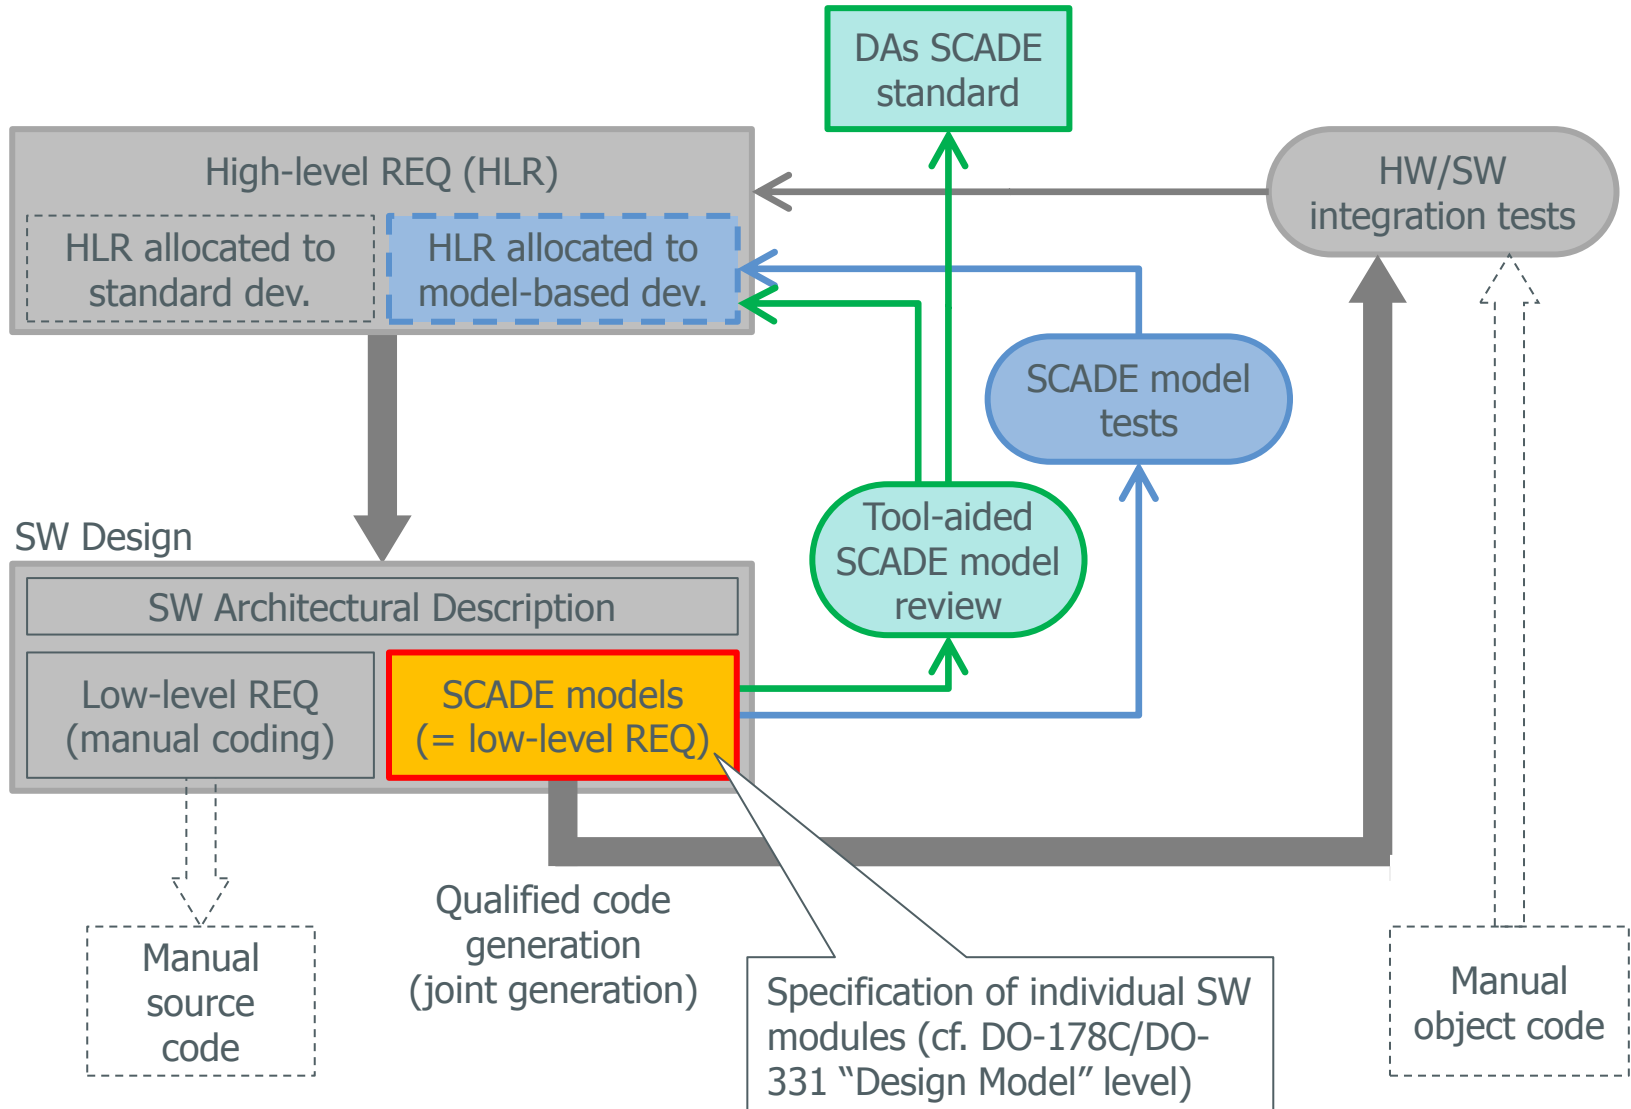 DAs SCADE
standard
High-level REQ (HLR)
HLR allocated to
standard dev.
HLR allocated to
model-based dev.
HW/SW
integration tests
SCADE model
tests
Tool-aided
SCADE model
review
SW Design
SW Architectural Description
Low-level REQ
(manual coding)
SCADE models
(= low-level REQ)
Manual
source
code
Qualified code
generation
(joint generation)
Specification of individual SW
modules (cf. DO-178C/DO-
331 “Design Model” level)
Manual
object code